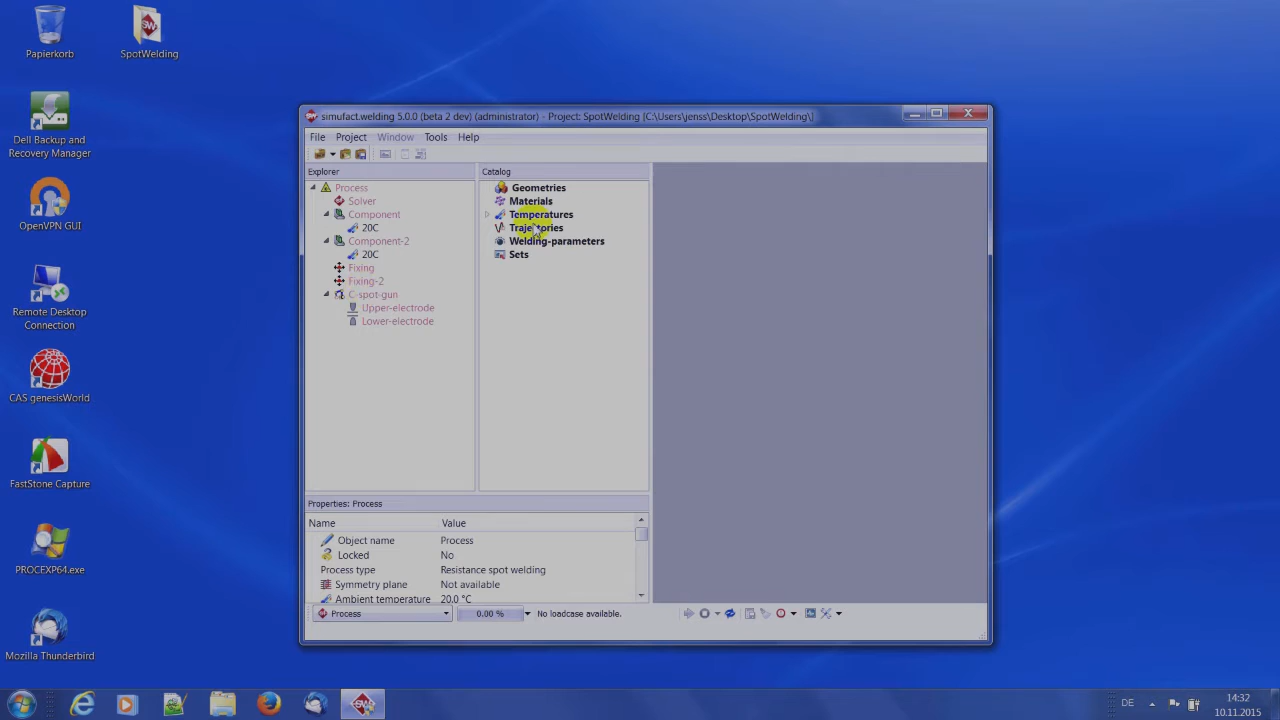 Papierkorb
SpotWelding
Dell Backup and
Recovery Manager
OpenVPN GUI
Remote Desktop
Connection
CAS genesisWorld
FastStone Capture
PROCEXP64.exe
Mozilla Thunderbird
simufact.welding 5.0.0 (beta 2 dev) (administrator) - Project: SpotWelding [C:\Users\jenss\Desktop\SpotWelding\]
File Project Window Tools Help
Explorer
Process
Solver
Component
20C
Component-2
20C
Fixing
Fixing-2
C-spot-gun
Upper-electrode
Lower-electrode
Catalog
Geometries
Materials
Temperatures
Trajectories
Welding-parameters
Sets
Properties: Process
Name Value
Object name Process
Locked No
Process type Resistance spot welding
Symmetry plane Not available
Ambient temperature 20.0 °C
Process 0.00 % No loadcase available.
DE 14:32
10.11.2015